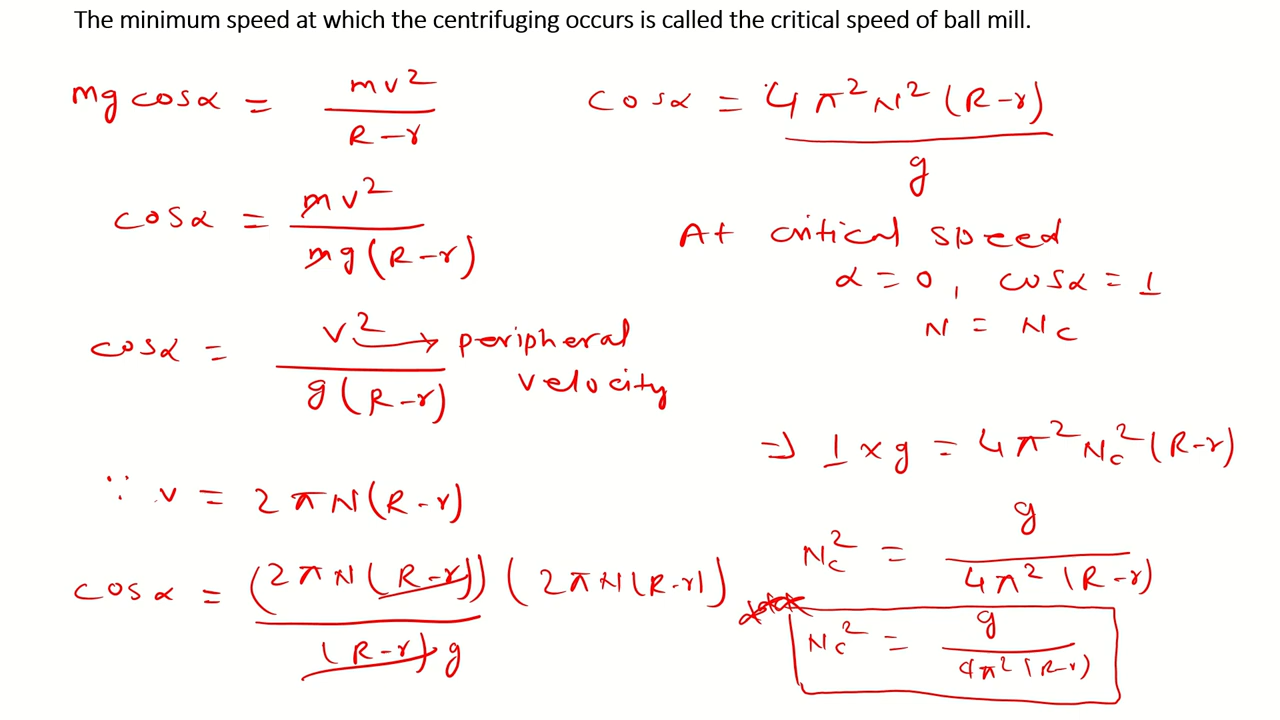 The minimum speed at which the centrifuging occurs is called the critical speed of ball mill.
mg cosα = mv² / R-r
cosα = mv² / mg(R-r)
cosα = v² / g(R-r) → peripheral velocity
∵ v = 2πN(R-r)
cosα = (2πN(R-r))(2πN(R-r)) / (R-r)g
cosα = 4π²N²(R-r) / g
At critical speed
α = 0, cosα = 1
N = Nc
⇒ 1 × g = 4π²Nc²(R-r)
Nc² = g / 4π²(R-r)
Nc² = g / 4π²(R-r)